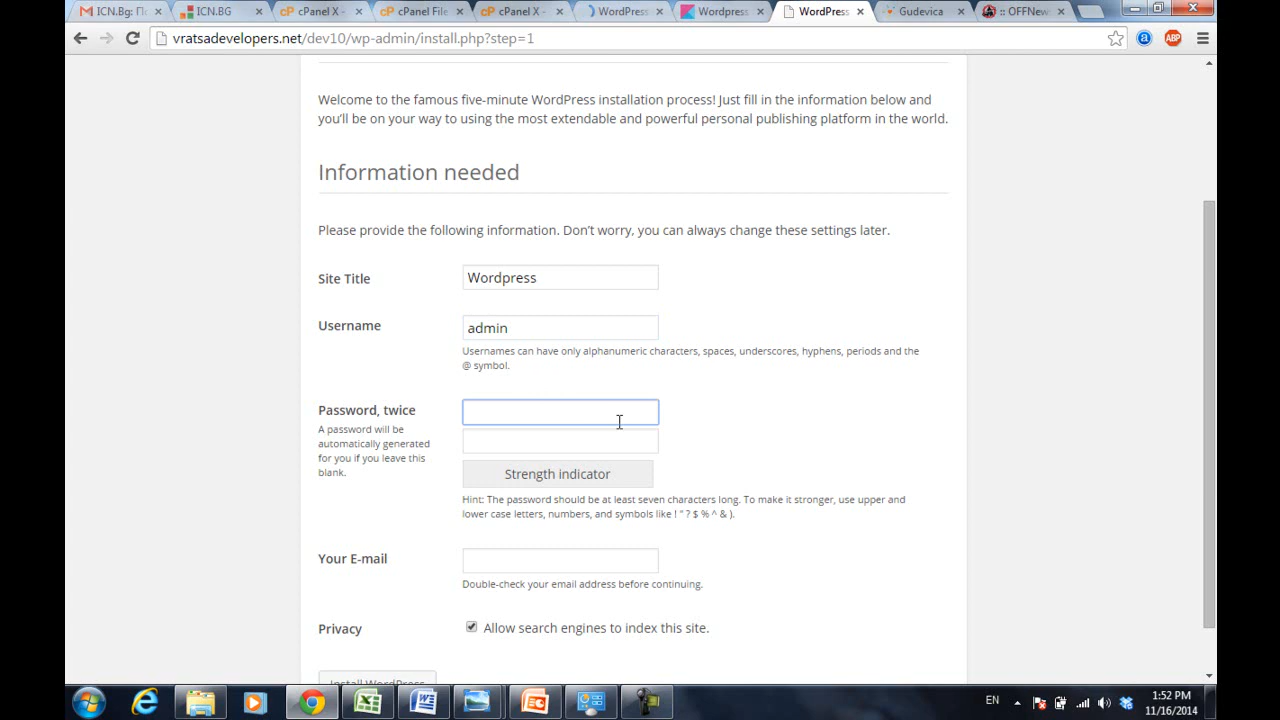 ICN.Bg: По
ICN.BG
cPanel X -
cPanel File
cPanel X -
WordPress
Wordpress
WordPress
Gudevica
:: OFFNew
vratsadevelopers.net/dev10/wp-admin/install.php?step=1
Welcome to the famous five-minute WordPress installation process! Just fill in the information below and
you'll be on your way to using the most extendable and powerful personal publishing platform in the world.
Information needed
Please provide the following information. Don't worry, you can always change these settings later.
Site Title
Wordpress
Username
admin
Usernames can have only alphanumeric characters, spaces, underscores, hyphens, periods and the
@ symbol.
Password, twice
A password will be
automatically generated
for you if you leave this
blank.
Strength indicator
Hint: The password should be at least seven characters long. To make it stronger, use upper and
lower case letters, numbers, and symbols like ! " ? $ % ^ & ).
Your E-mail
Double-check your email address before continuing.
Privacy
Allow search engines to index this site.
Install WordPress
EN
1:52 PM
11/16/2014